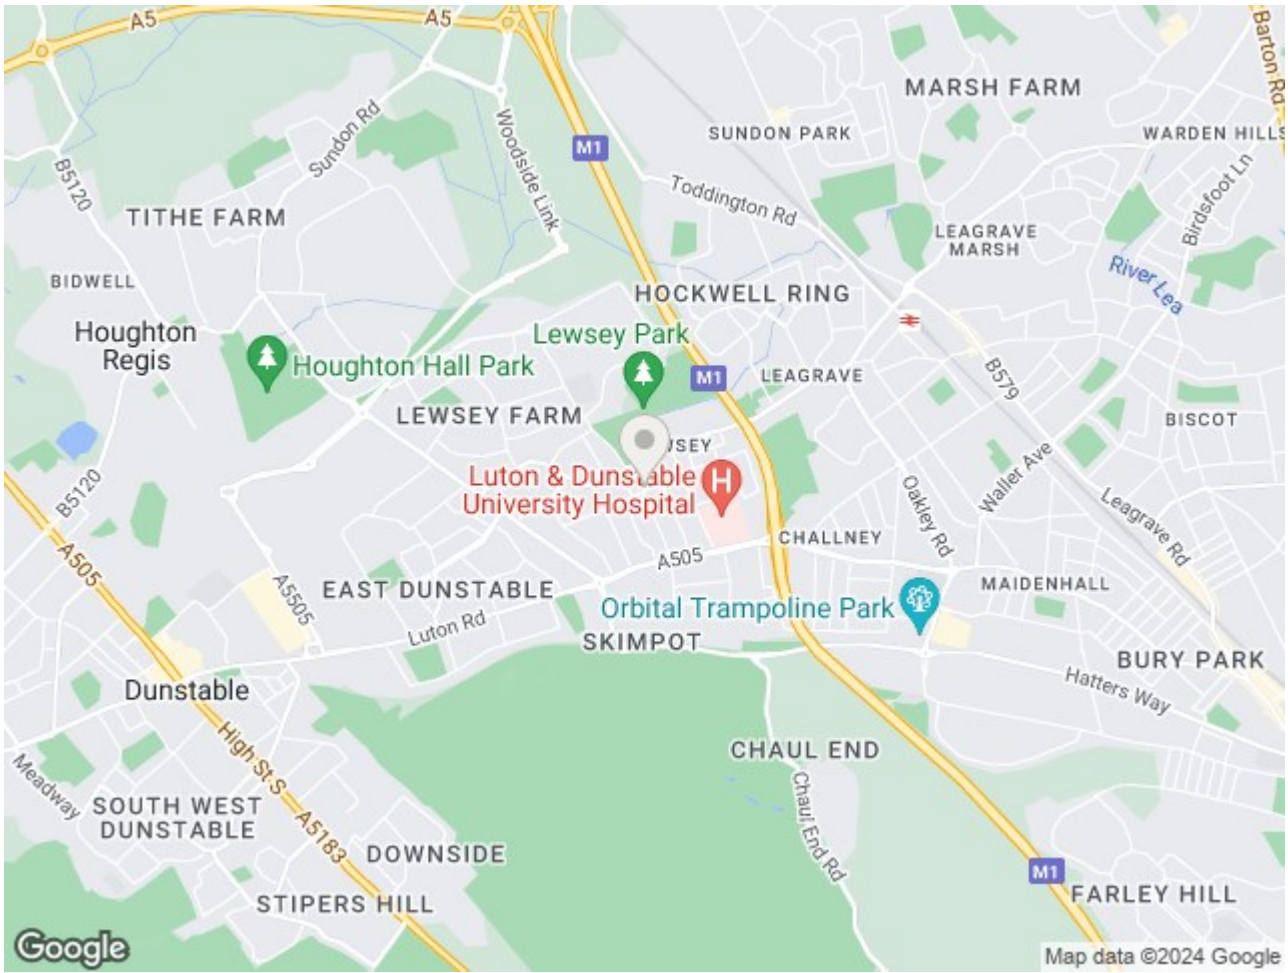 A5
A5
Barton Rd
MARSH FARM
SUNDON PARK
WARDEN HILLS
M1
Sundon Rd
Woodside Link
B5120
Toddington Rd
Birdsfoot Ln
TITHE FARM
LEAGRAVE
MARSH
BIDWELL
River Lea
HOCKWELL RING
Houghton
Regis
Lewsey Park
Houghton Hall Park
M1
LEAGRAVE
B579
LEWSEY FARM
BISCOT
WSEY
Luton & Dunstable
University Hospital
H
Waller Ave
Oakley Rd
Leagrave Rd
B5120
A505
CHALLNEY
A505
A5505
EAST DUNSTABLE
MAIDENHALL
Orbital Trampoline Park
Luton Rd
SKIMPOT
BURY PARK
Hatters Way
Dunstable
High St S
CHAUL END
Meadway
SOUTH WEST
DUNSTABLE
A5183
Chaul End Rd
DOWNSIDE
M1
STIPERS HILL
FARLEY HILL
Google
Map data ©2024 Google